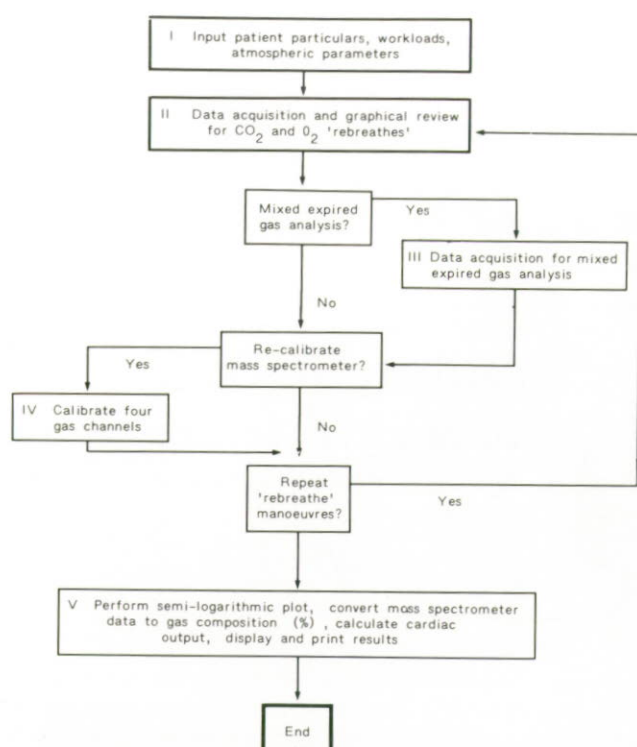 I Input patient particulars, workloads,
atmospheric parameters
II Data acquisition and graphical review
for CO2 and O2 'rebreathes'
Mixed expired
gas analysis?
Yes
III Data acquisition for mixed
expired gas analysis
No
Re-calibrate
mass spectrometer?
Yes
IV Calibrate four
gas channels
No
Repeat
'rebreathe'
manoeuvres?
Yes
V Perform semi-logarithmic plot, convert mass spectrometer
data to gas composition (%), calculate cardiac
output, display and print results
End